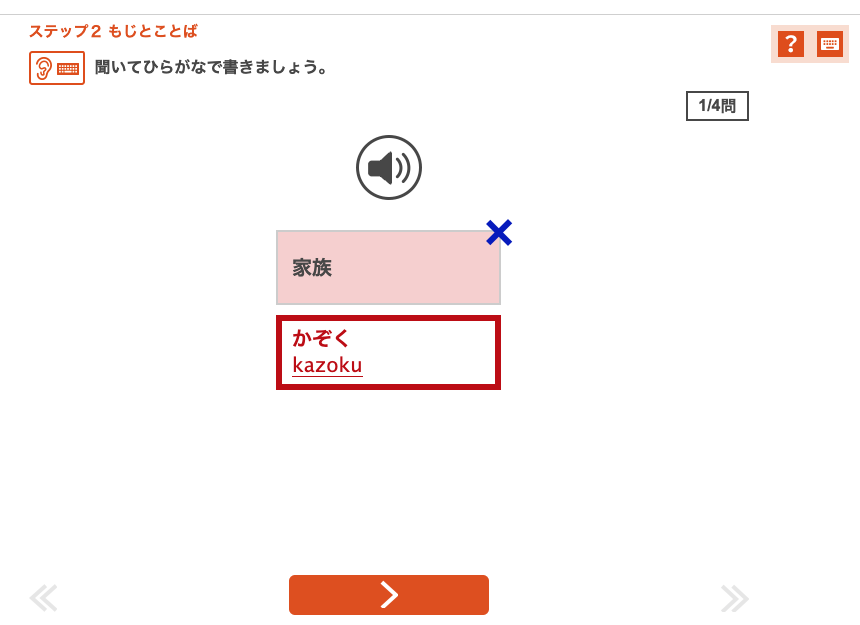 ステップ２ もじとことば
聞いてひらがなで書きましょう。
1/4問
家族
かぞく
kazoku